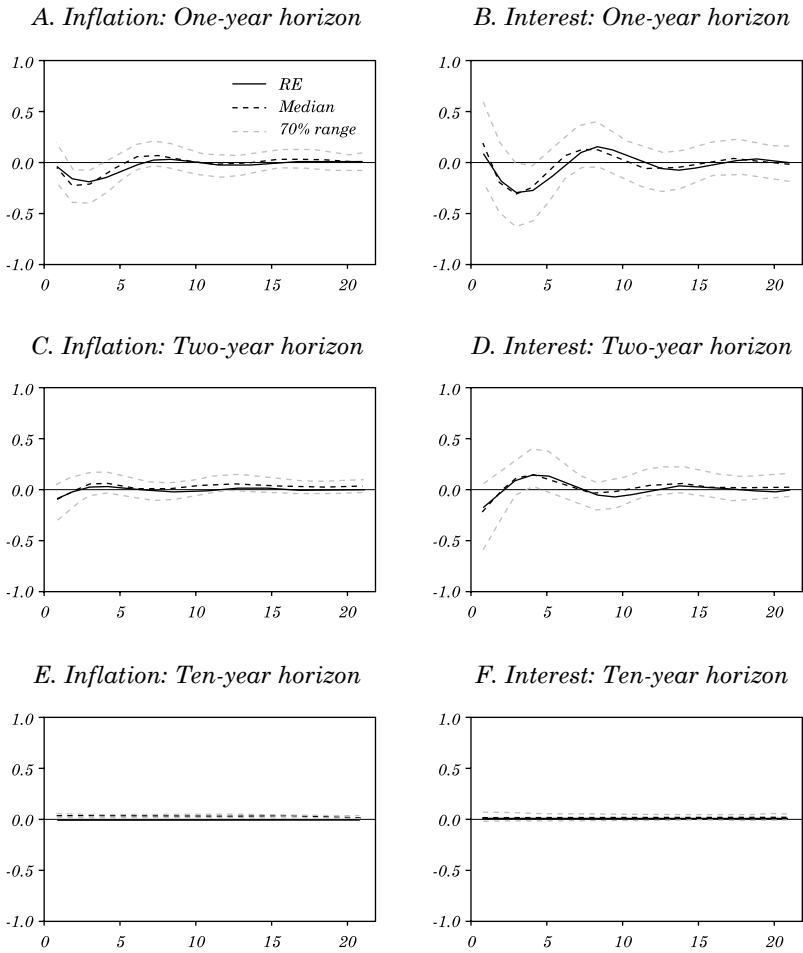 A. Inflation: One-year horizon
1.0
0.5
0.0
-0.5
-1.0
0 5 10 15 20
RE
Median
70% range
B. Interest: One-year horizon
1.0
0.5
0.0
-0.5
-1.0
0 5 10 15 20
C. Inflation: Two-year horizon
1.0
0.5
0.0
-0.5
-1.0
0 5 10 15 20
D. Interest: Two-year horizon
1.0
0.5
0.0
-0.5
-1.0
0 5 10 15 20
E. Inflation: Ten-year horizon
1.0
0.5
0.0
-0.5
-1.0
0 5 10 15 20
F. Interest: Ten-year horizon
1.0
0.5
0.0
-0.5
-1.0
0 5 10 15 20